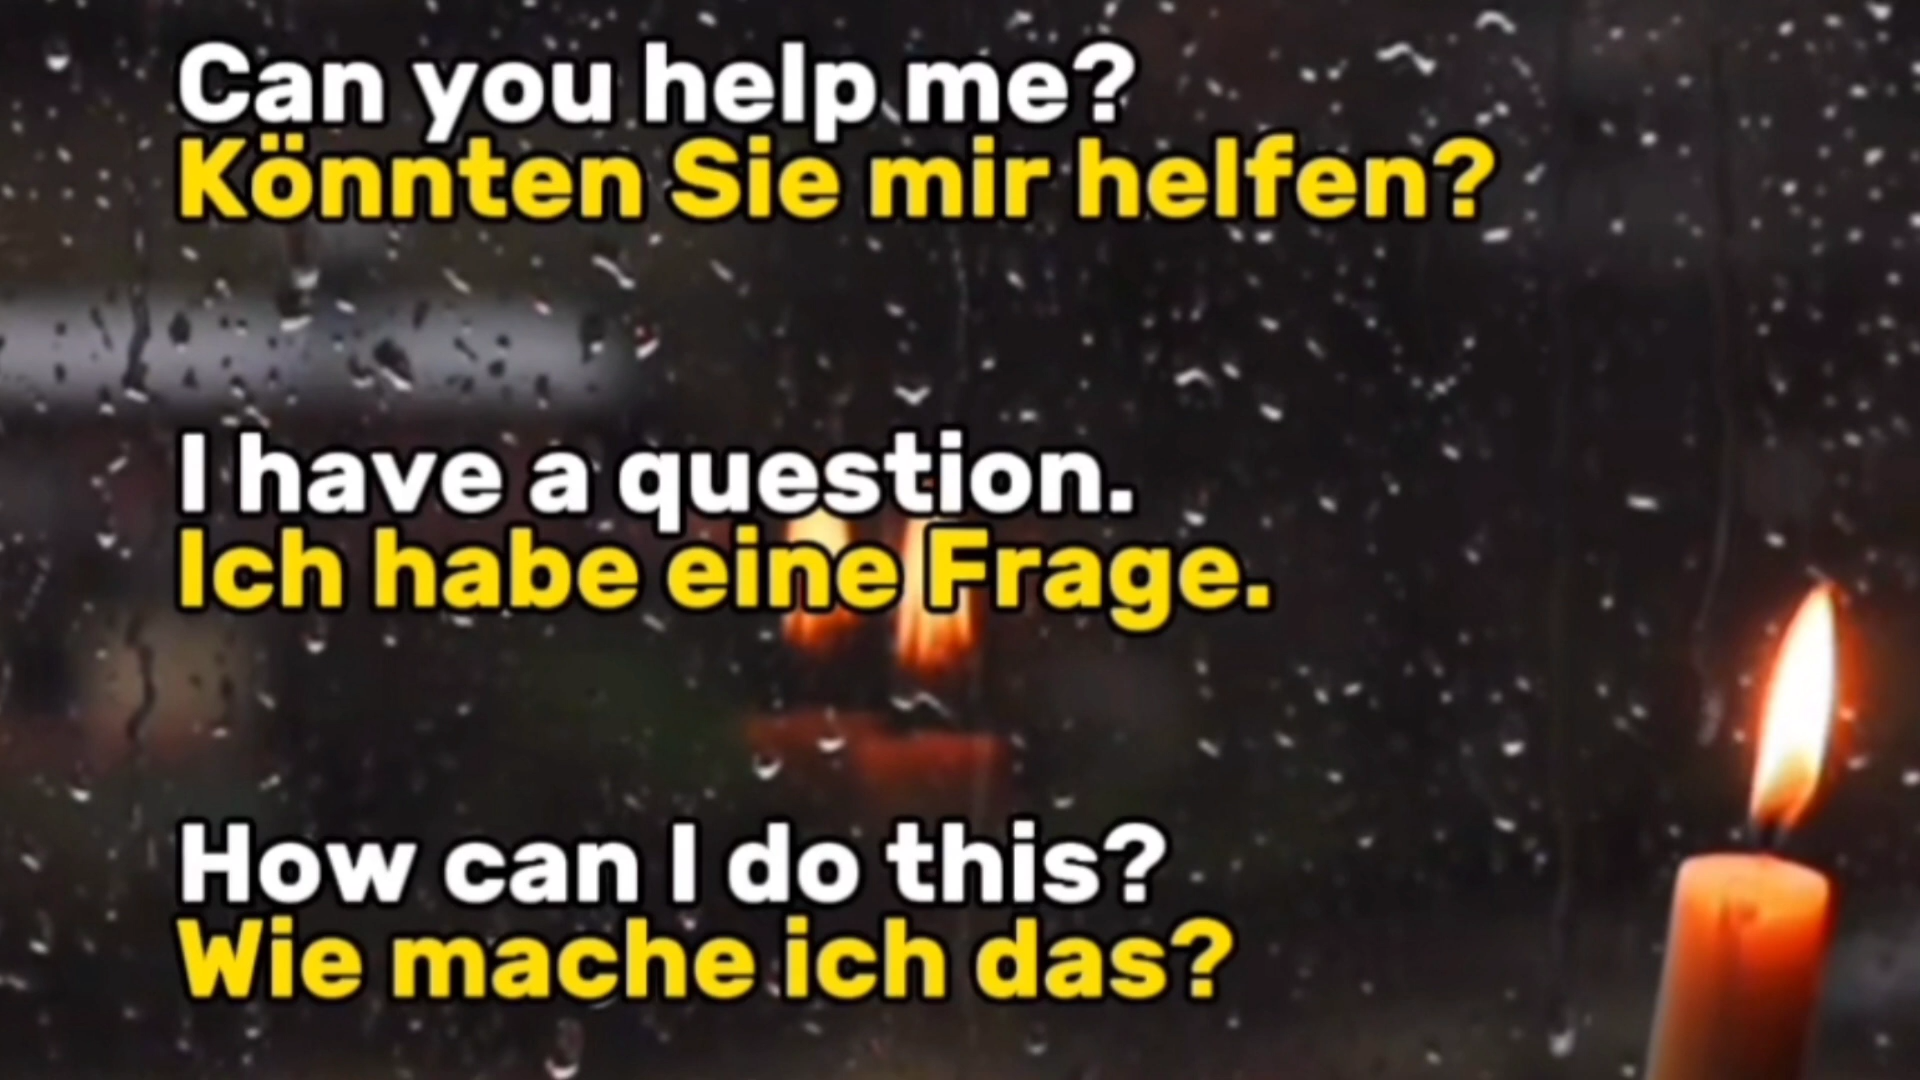 Can you help me?
Könnten Sie mir helfen?
I have a question.
Ich habe eine Frage.
How can I do this?
Wie mache ich das?